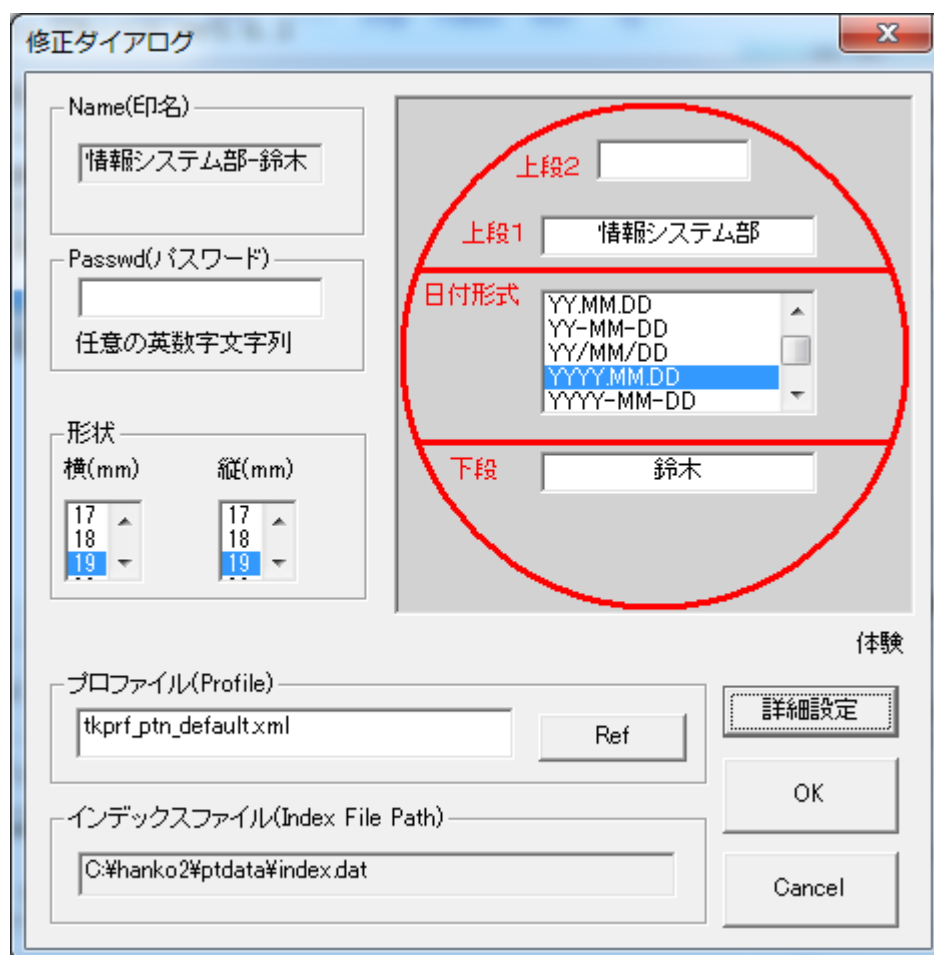 修正ダイアログ
Name(印名)
情報システム部-鈴木
Passwd(パスワード)
任意の英数字文字列
形状
横(mm)
縦(mm)
17
18
19
17
18
19
上段2
上段1
情報システム部
日付形式
YY.MM.DD
YY-MM-DD
YY/MM/DD
YYYY.MM.DD
YYYY-MM-DD
下段
鈴木
体験
プロファイル(Profile)
tkprf_ptn_default.xml
Ref
詳細設定
OK
インデックスファイル(Index File Path)
C:¥hanko2¥ptdata¥index.dat
Cancel